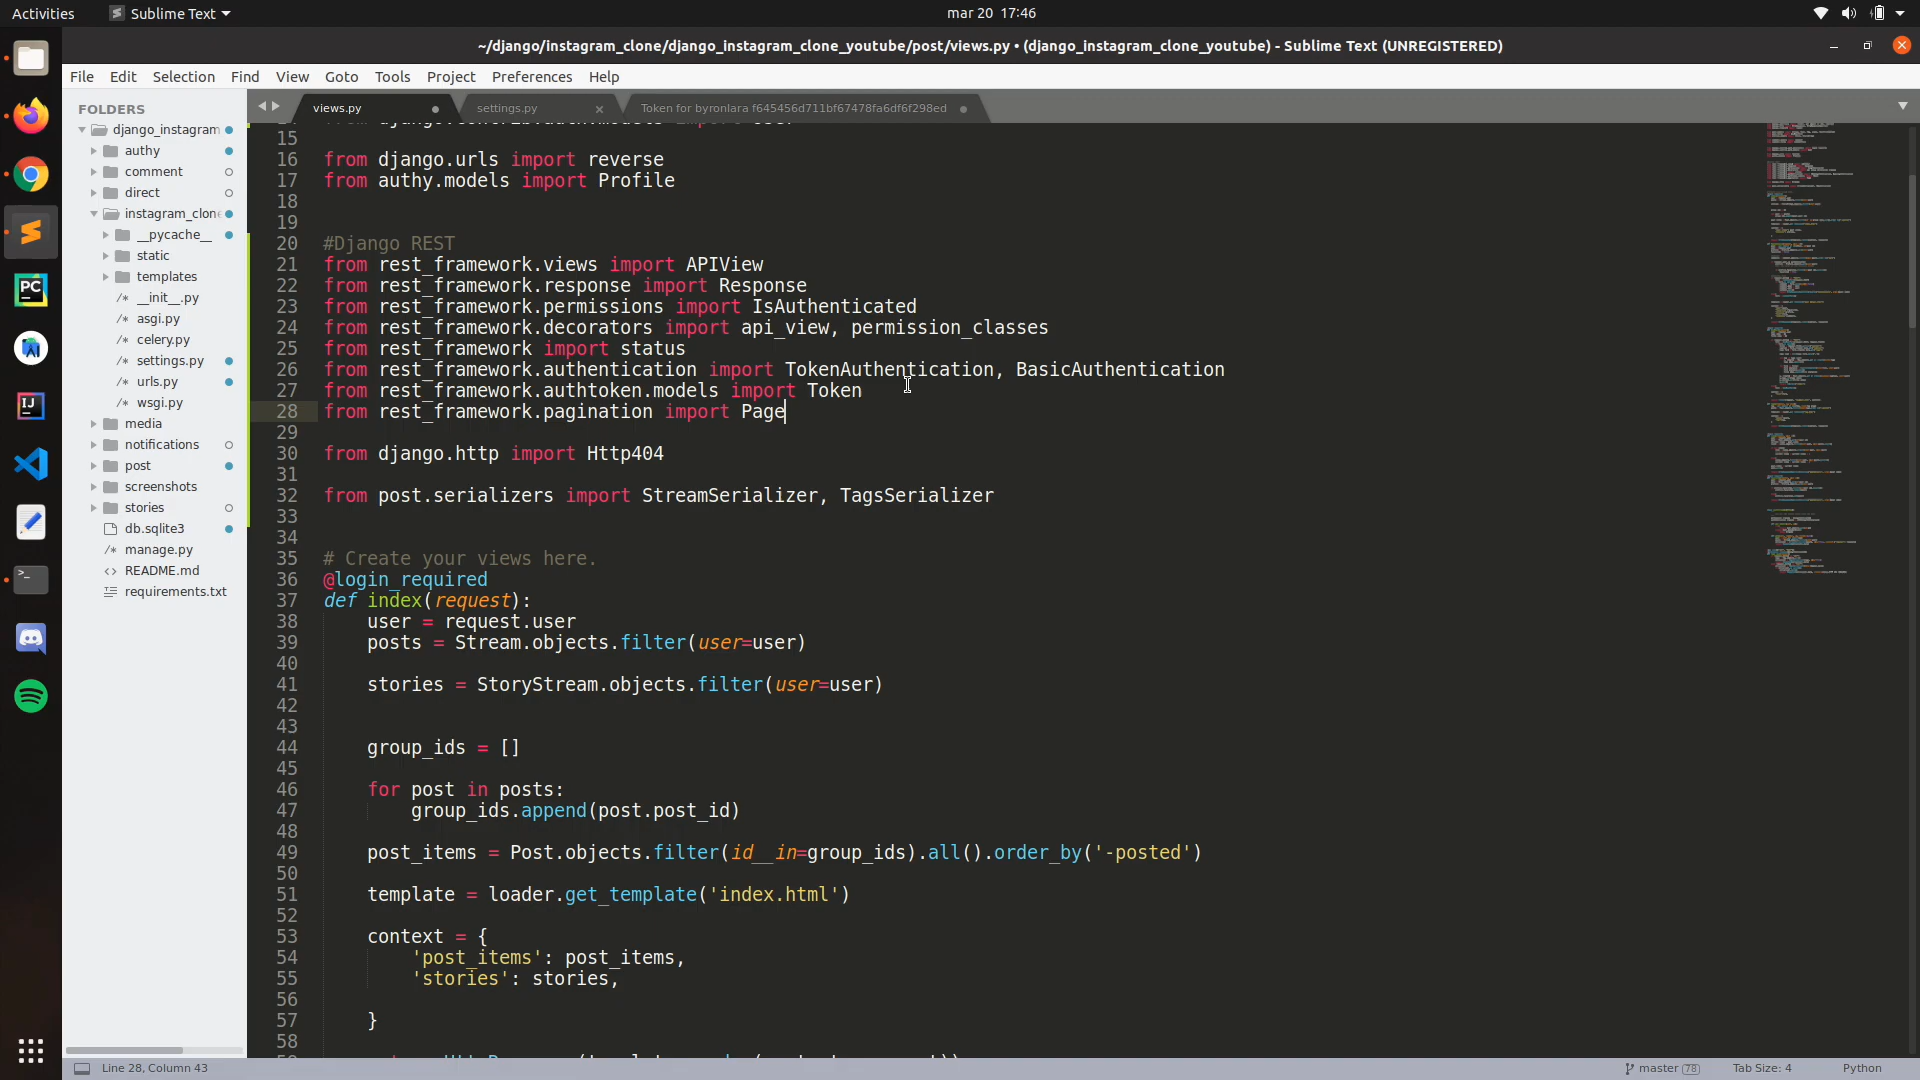 Activities
Sublime Text
mar 20 17:46
~/django/instagram_clone/django_instagram_clone_youtube/post/views.py • (django_instagram_clone_youtube) - Sublime Text (UNREGISTERED)
File Edit Selection Find View Goto Tools Project Preferences Help
FOLDERS
django_instagram
authy
comment
direct
instagram_clone
__pycache__
static
templates
__init__.py
asgi.py
celery.py
settings.py
urls.py
wsgi.py
media
notifications
post
screenshots
stories
db.sqlite3
manage.py
README.md
requirements.txt
views.py
settings.py
Token for byronlara f645456d711bf67478fa6df6f298ed
15
16 from django.urls import reverse
17 from authy.models import Profile
18
19
20 #Django REST
21 from rest_framework.views import APIView
22 from rest_framework.response import Response
23 from rest_framework.permissions import IsAuthenticated
24 from rest_framework.decorators import api_view, permission_classes
25 from rest_framework import status
26 from rest_framework.authentication import TokenAuthentication, BasicAuthentication
27 from rest_framework.authtoken.models import Token
28 from rest_framework.pagination import Page
29
30 from django.http import Http404
31
32 from post.serializers import StreamSerializer, TagsSerializer
33
34
35 # Create your views here.
36 @login_required
37 def index(request):
38 user = request.user
39 posts = Stream.objects.filter(user=user)
40
41 stories = StoryStream.objects.filter(user=user)
42
43
44 group_ids = []
45
46 for post in posts:
47 group_ids.append(post.post_id)
48
49 post_items = Post.objects.filter(id__in=group_ids).all().order_by('-posted')
50
51 template = loader.get_template('index.html')
52
53 context = {
54 'post_items': post_items,
55 'stories': stories,
56
57 }
58
Line 28, Column 43
master 78
Tab Size: 4
Python